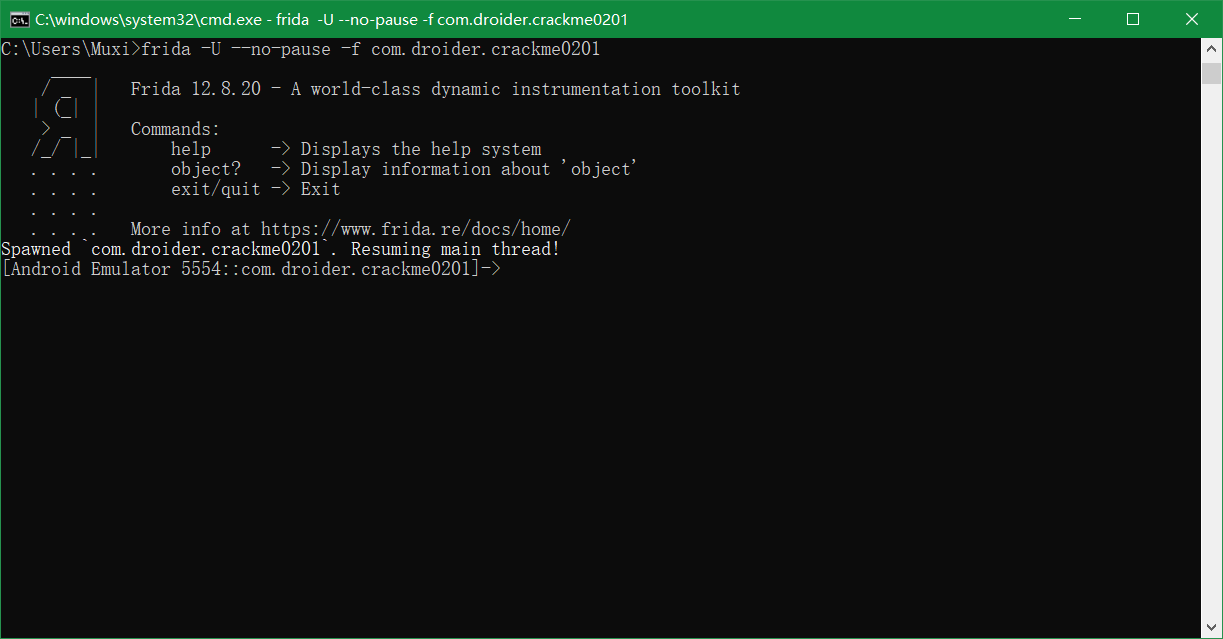 C:\windows\system32\cmd.exe - frida  -U --no-pause -f com.droider.crackme0201
C:\Users\Muxi>frida -U --no-pause -f com.droider.crackme0201
     ____
    / _  |   Frida 12.8.20 - A world-class dynamic instrumentation toolkit
   | (_| |
    > _  |   Commands:
   /_/ |_|       help      -> Displays the help system
   . . . .       object?   -> Display information about 'object'
   . . . .       exit/quit -> Exit
   . . . .
   . . . .   More info at https://www.frida.re/docs/home/
Spawned `com.droider.crackme0201`. Resuming main thread!
[Android Emulator 5554::com.droider.crackme0201]->